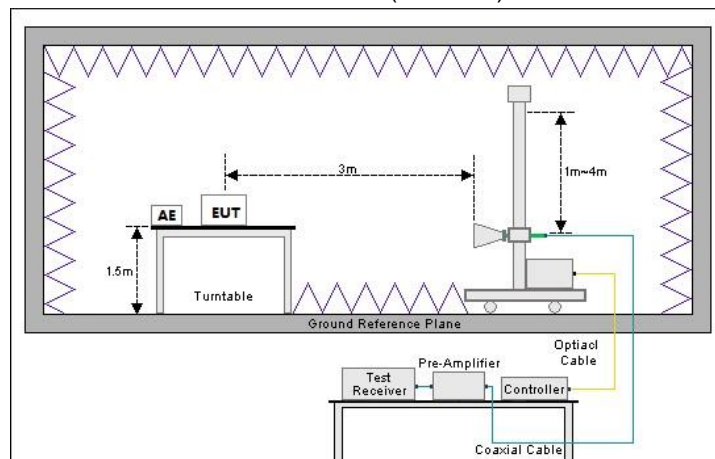 3m
1m~4m
AE
EUT
1.5m
Turntable
Ground Reference Plane
Optiacl
Cable
Pre-Amplifier
Test
Receiver
Controller
Coaxial Cable